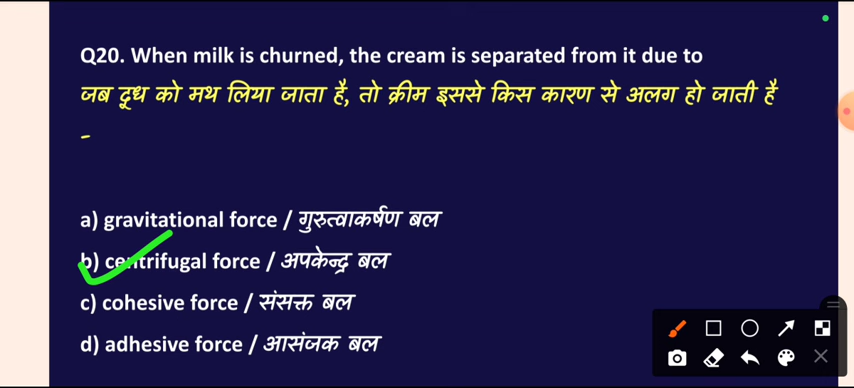 Q20. When milk is churned, the cream is separated from it due to
जब दूध को मथ लिया जाता है, तो क्रीम इससे किस कारण से अलग हो जाती है
-
a) gravitational force / गुरुत्वाकर्षण बल
b) centrifugal force / अपकेन्द्र बल
c) cohesive force / संसक्त बल
d) adhesive force / आसंजक बल